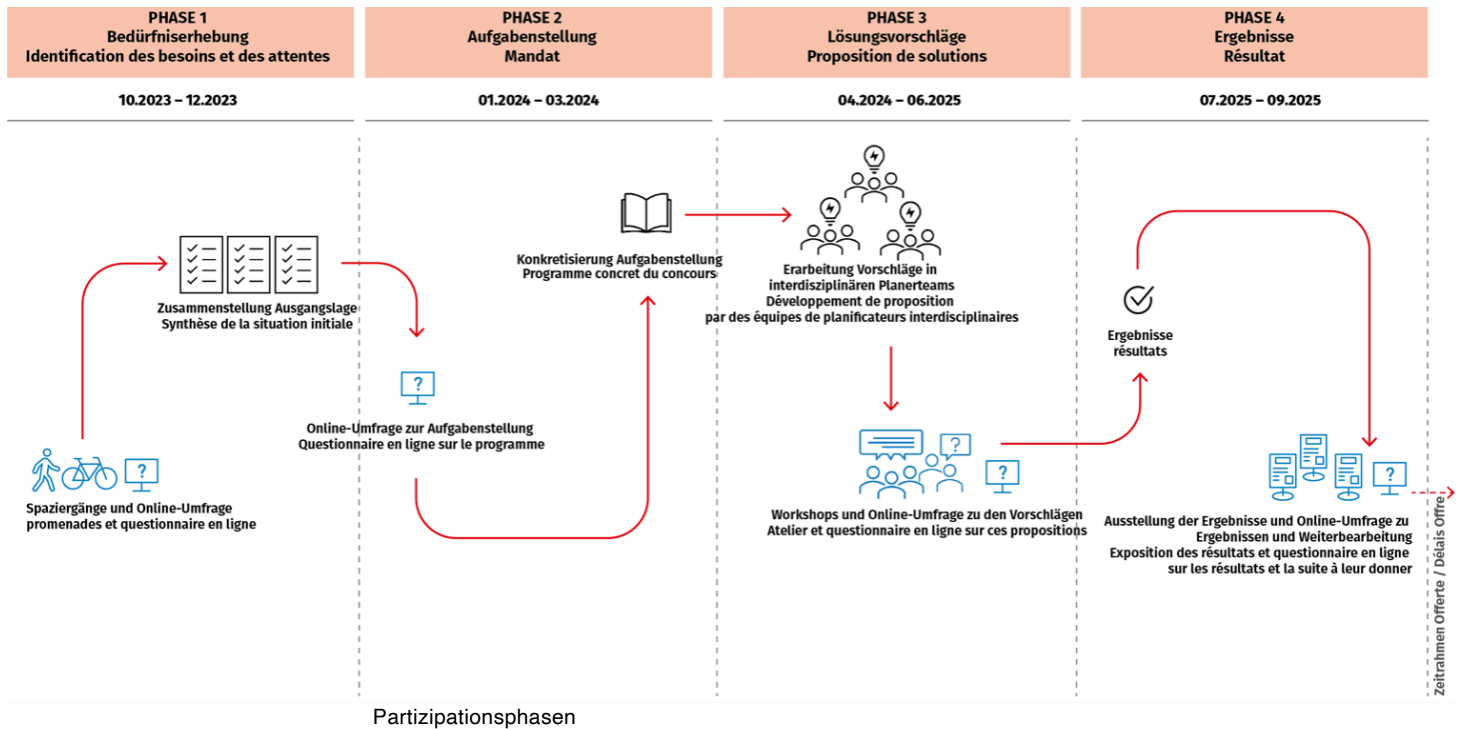 PHASE 1
Bedürfniserhebung
Identification des besoins et des attentes
10.2023 – 12.2023
PHASE 2
Aufgabenstellung
Mandat
01.2024 – 03.2024
PHASE 3
Lösungsvorschläge
Proposition de solutions
04.2024 – 06.2025
PHASE 4
Ergebnisse
Résultat
07.2025 – 09.2025
Zusammenstellung Ausgangslage
Synthèse de la situation initiale
?
Spaziergänge und Online-Umfrage
promenades et questionnaire en ligne
?
Online-Umfrage zur Aufgabenstellung
Questionnaire en ligne sur le programme
Konkretisierung Aufgabenstellung
Programme concret du concours
Erarbeitung Vorschläge in
interdisziplinären Planerteams
Développement de proposition
par des équipes de planificateurs interdisciplinaires
?
?
Workshops und Online-Umfrage zu den Vorschlägen
Atelier et questionnaire en ligne sur ces propositions
Ergebnisse
résultats
?
Ausstellung der Ergebnisse und Online-Umfrage zu
Ergebnissen und Weiterbearbeitung
Exposition des résultats et questionnaire en ligne
sur les résultats et la suite à leur donner
Zeitrahmen Offerte / Délais Offre
Partizipationsphasen